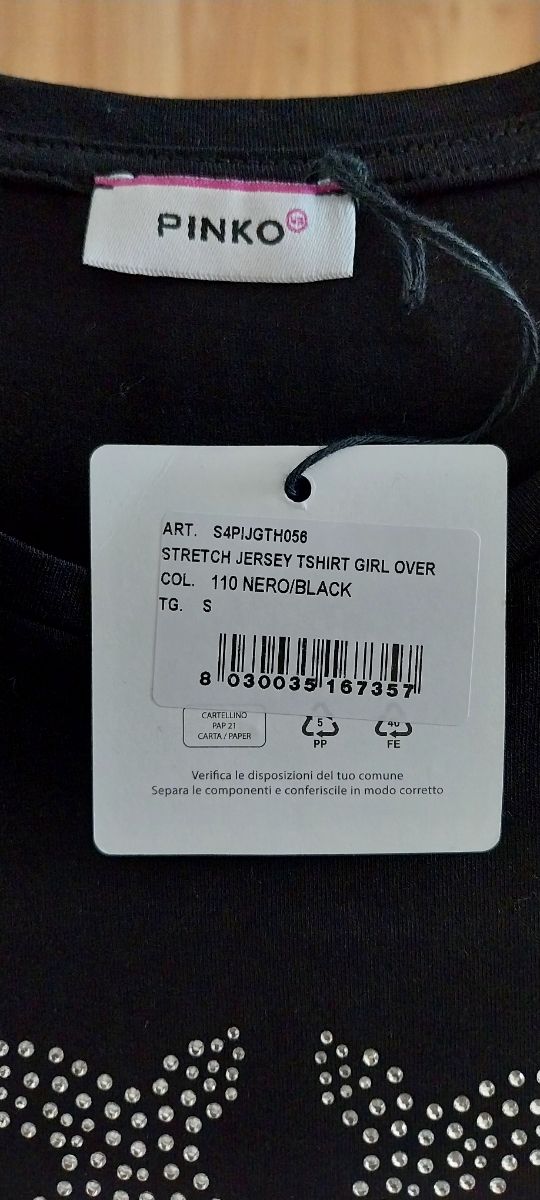 PINKO
ART. S4PIJGTH056
STRETCH JERSEY TSHIRT GIRL OVER
COL. 110 NERO/BLACK
TG. S
8 030035 167357
CARTELLINO
PAP 21
CARTA / PAPER
5
PP
40
FE
Verifica le disposizioni del tuo comune
Separa le componenti e conferiscile in modo corretto